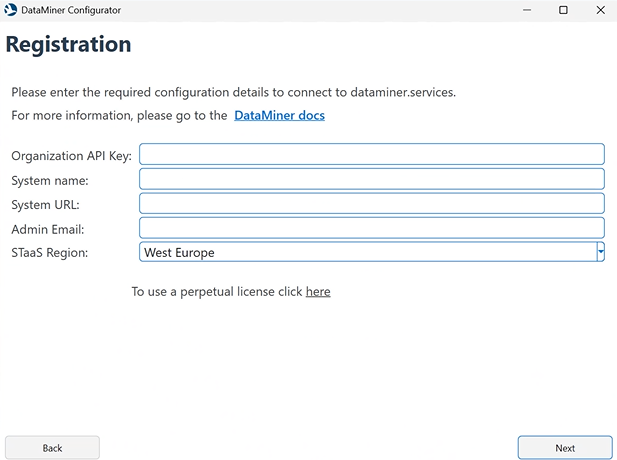 DataMiner Configurator
Registration
Please enter the required configuration details to connect to dataminer.services.
For more information, please go to the DataMiner docs
Organization API Key:
System name:
System URL:
Admin Email:
STaaS Region: West Europe
To use a perpetual license click here
Back Next